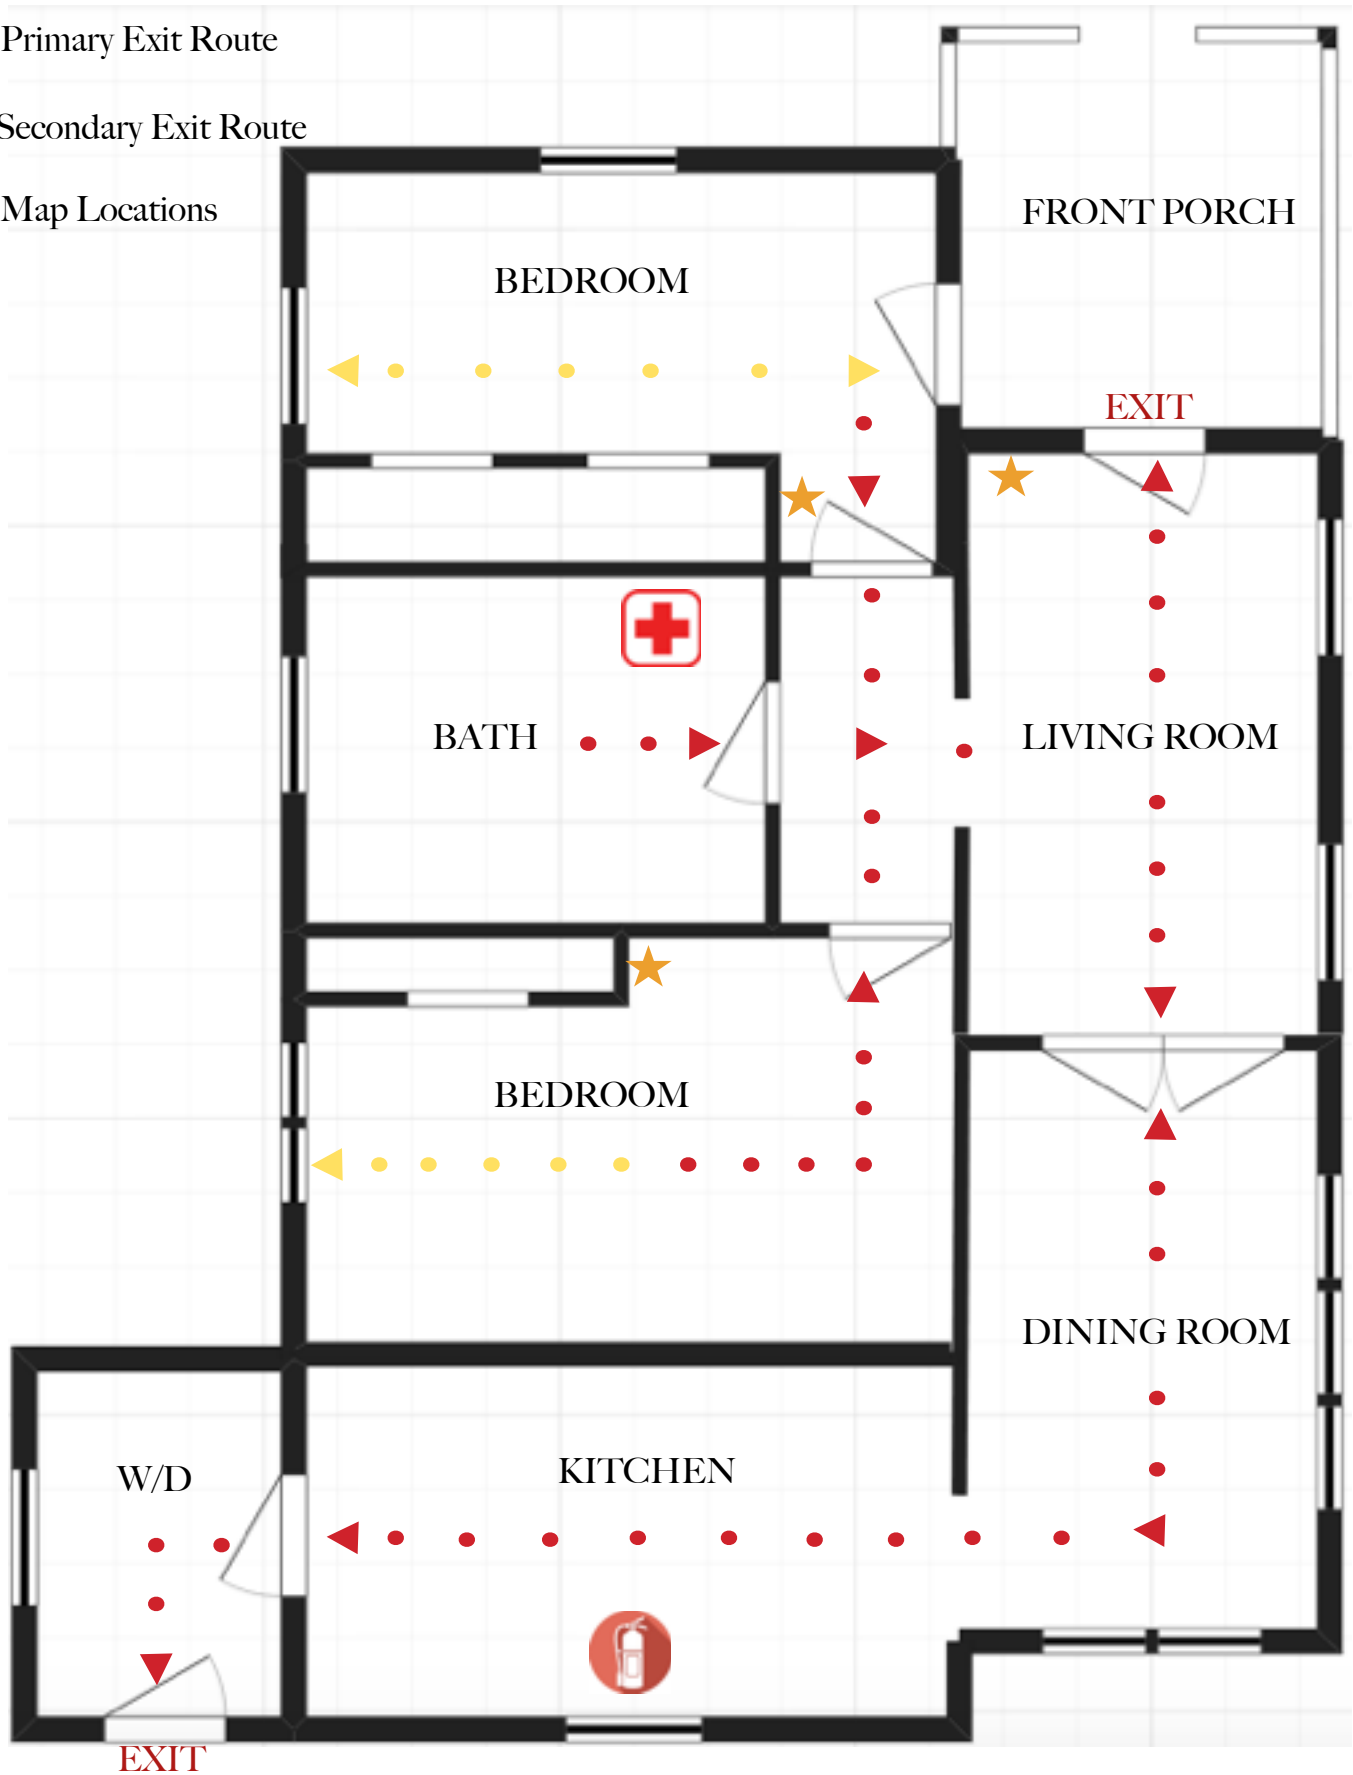 Primary Exit Route
Secondary Exit Route
Map Locations
FRONT PORCH
BEDROOM
EXIT
BATH
LIVING ROOM
BEDROOM
DINING ROOM
W/D
KITCHEN
EXIT